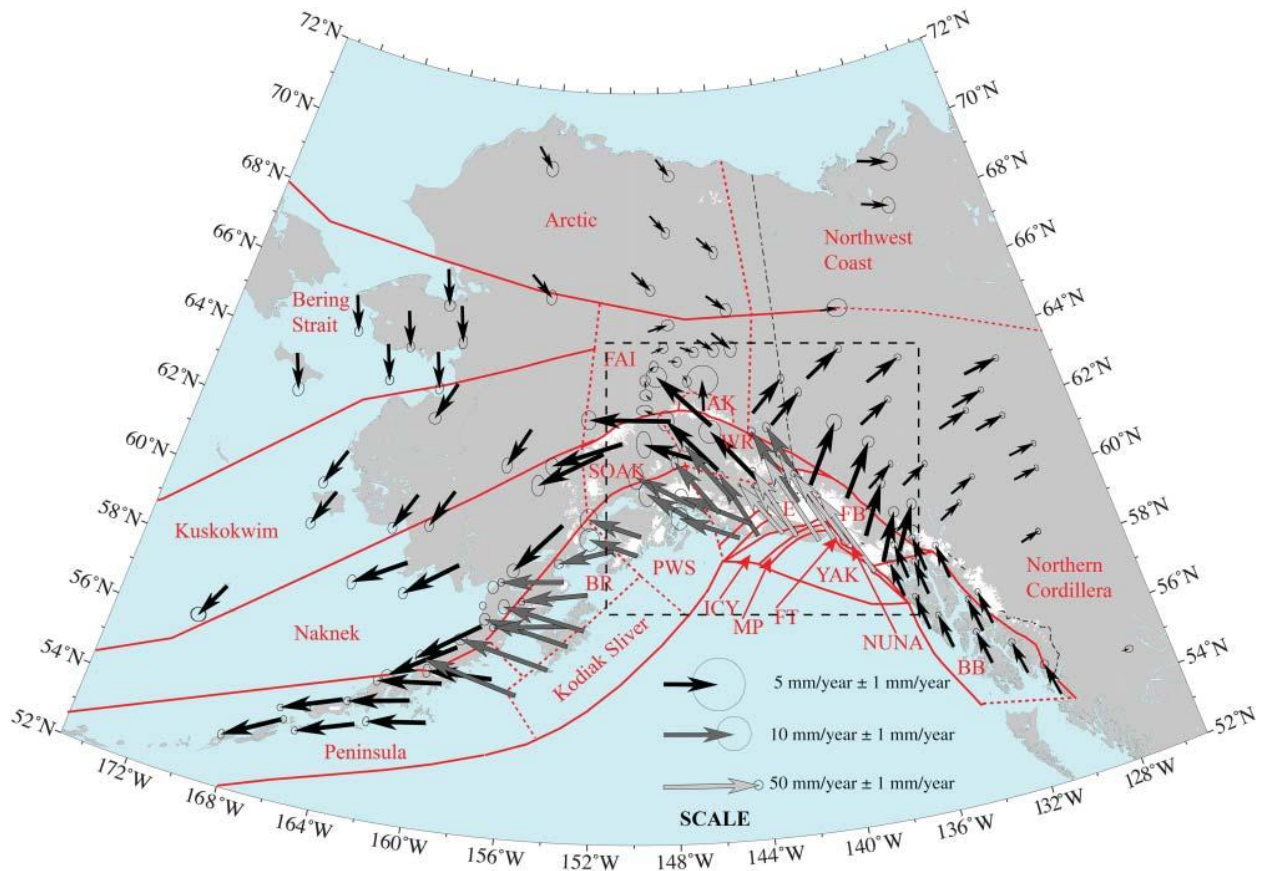 72˚N
72˚N
70˚N
70˚N
68˚N
68˚N
66˚N
66˚N
64˚N
64˚N
62˚N
62˚N
60˚N
60˚N
58˚N
58˚N
56˚N
56˚N
54˚N
54˚N
52˚N
52˚N
Arctic
Northwest
Coast
Bering
Strait
FAI
AK
WR
SOAK
E
FB
Kuskokwim
BR
PWS
YAK
Northern
Cordillera
ICY
MP
FT
NUNA
BB
Naknek
Kodiak Sliver
Peninsula
5 mm/year ± 1 mm/year
10 mm/year ± 1 mm/year
50 mm/year ± 1 mm/year
SCALE
172˚W
168˚W
164˚W
160˚W
156˚W
152˚W
148˚W
144˚W
140˚W
136˚W
132˚W
128˚W